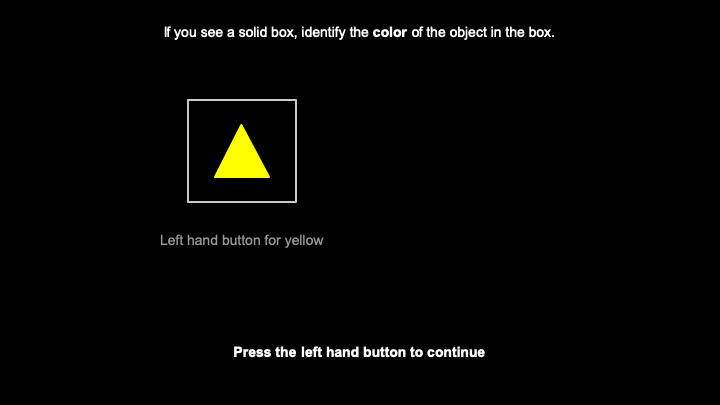 If you see a solid box, identify the color of the object in the box.
Left hand button for yellow
Press the left hand button to continue